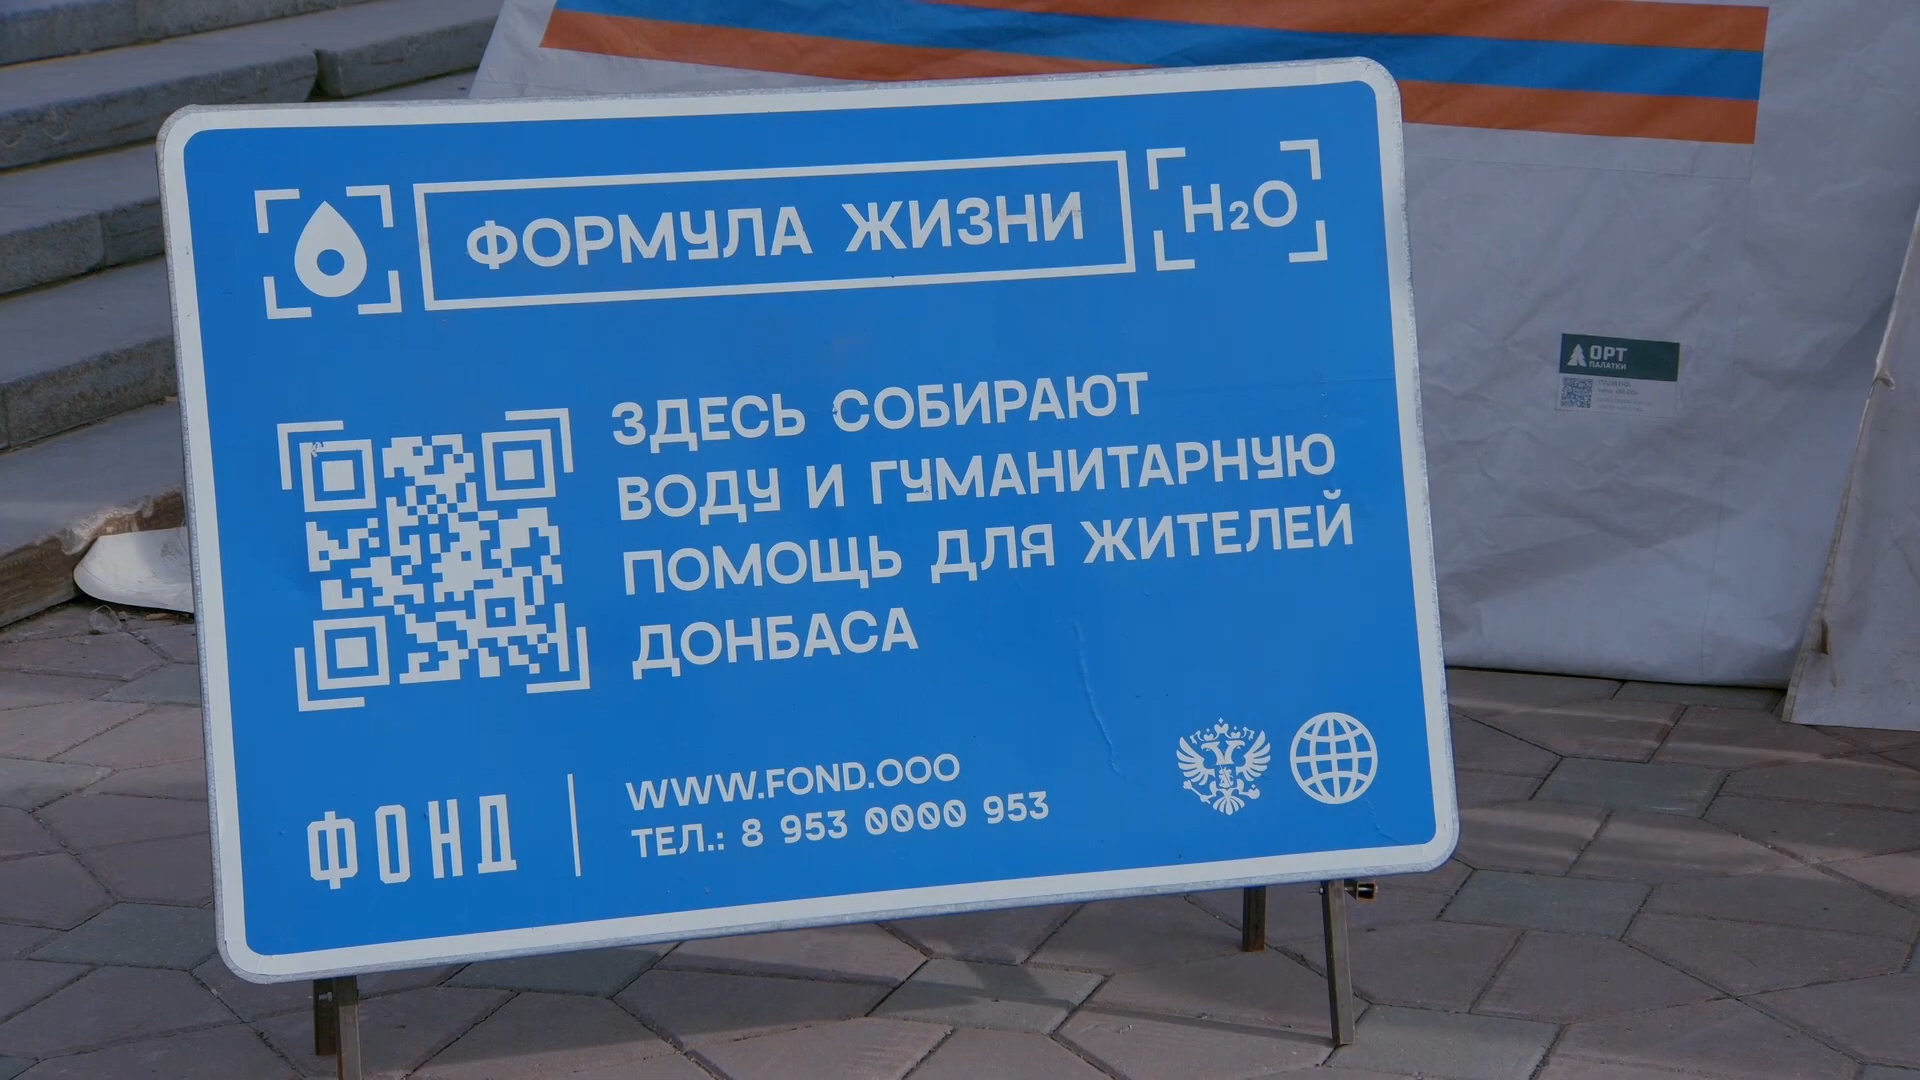 ФОРМУЛА ЖИЗНИ
H2O
ЗДЕСЬ СОБИРАЮТ
ВОДУ И ГУМАНИТАРНУЮ
ПОМОЩЬ ДЛЯ ЖИТЕЛЕЙ
ДОНБАСА
ФОНД
WWW.FOND.OOO
ТЕЛ.: 8 953 0000 953
ОРТ
ПАЛАТКИ